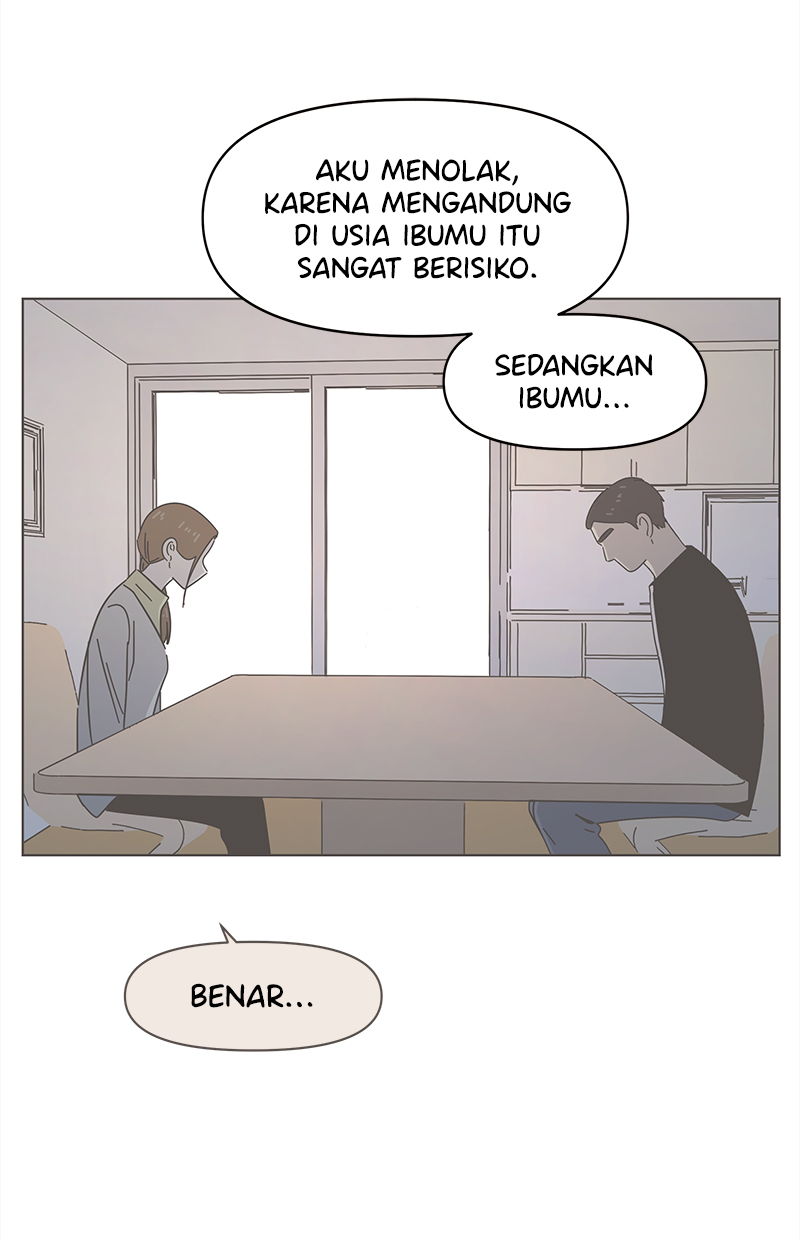 AKU MENOLAK,
KARENA MENGANDUNG
DI USIA IBUMU ITU
SANGAT BERISIKO.
SEDANGKAN
IBUMU...
BENAR...